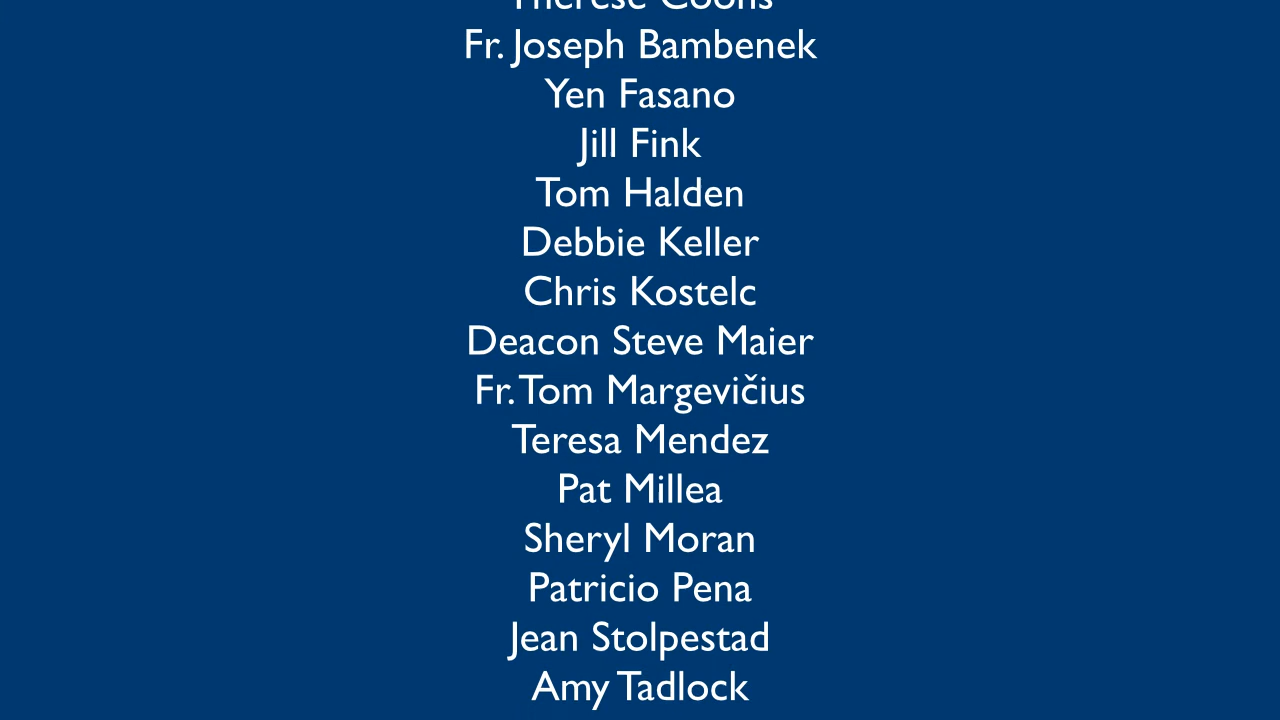 Therese Coons
Fr. Joseph Bambenek
Yen Fasano
Jill Fink
Tom Halden
Debbie Keller
Chris Kostelc
Deacon Steve Maier
Fr. Tom Margevičius
Teresa Mendez
Pat Millea
Sheryl Moran
Patricio Pena
Jean Stolpestad
Amy Tadlock